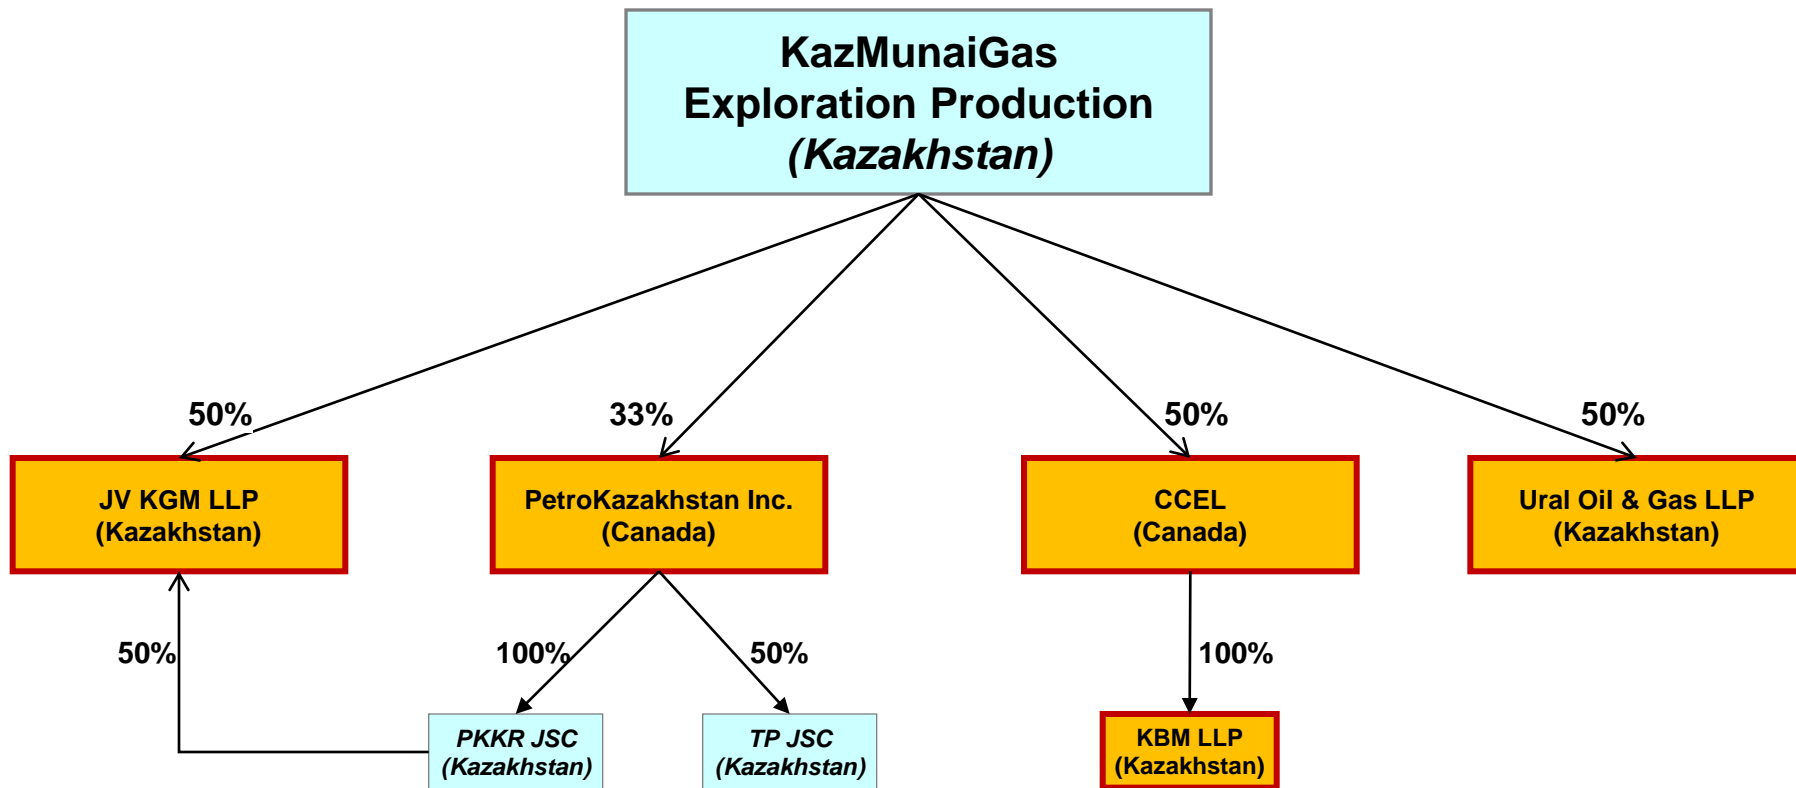 KazMunaiGas
Exploration Production
(Kazakhstan)
50%
33%
50%
50%
JV KGM LLP
(Kazakhstan)
PetroKazakhstan Inc.
(Canada)
CCEL
(Canada)
Ural Oil & Gas LLP
(Kazakhstan)
50%
100%
50%
100%
PKKR JSC
(Kazakhstan)
TP JSC
(Kazakhstan)
KBM LLP
(Kazakhstan)